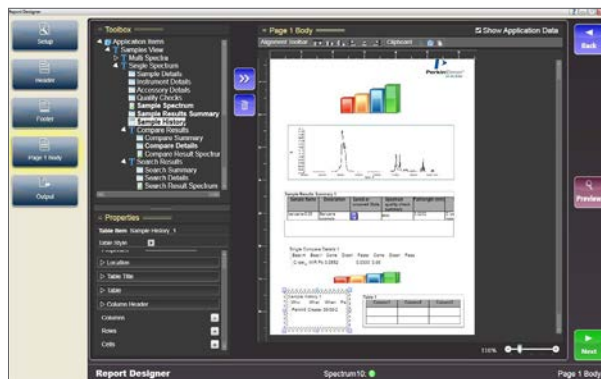 Report Designer
Setup
Header
Footer
Page 1 Body
Output
Toolbox
Application Items
Samples View
Multi Spectra
Single Spectrum
Sample Details
Instrument Details
Accessory Details
Quality Checks
Sample Spectrum
Sample Results Summary
Sample History
Compare Results
Compare Summary
Compare Details
Compare Result Spectrum
Search Results
Search Summary
Search Details
Search Result Spectrum
Properties
Table Item Sample History_1
Table Style
Location
Table Title
Table
Column Header
Columns
Rows
Cells
Page 1 Body
Show Application Data
Alignment Toolbar
Clipboard
PerkinElmer
Sample Results Summary 1
Sample Name
Description
Single Compare Details 1
Sample History 1
Table 1
Column1
Column2
Column3
Back
Preview
Next
Report Designer
Spectrum10:
Page 1 Body